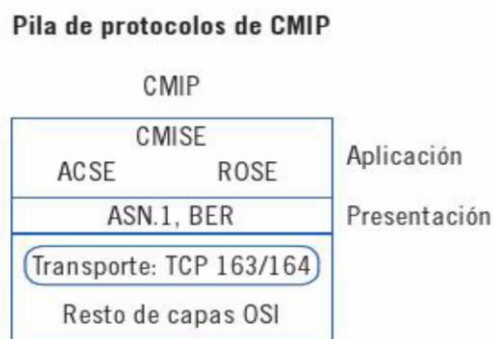 Pila de protocolos de CMIP
CMIP
CMISE
ACSE ROSE
Aplicación
ASN.1, BER
Presentación
Transporte: TCP 163/164
Resto de capas OSI